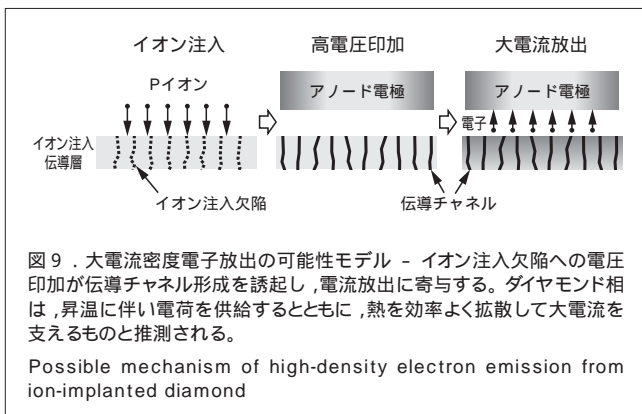 イオン注入
高電圧印加
大電流放出
Pイオン
アノード電極
アノード電極
電子
イオン注入
伝導層
イオン注入欠陥
伝導チャネル
図9．大電流密度電子放出の可能性モデル － イオン注入欠陥への電圧
印加が伝導チャネル形成を誘起し，電流放出に寄与する。ダイヤモンド相
は，昇温に伴い電荷を供給するとともに，熱を効率よく拡散して大電流を
支えるものと推測される。
Possible mechanism of high-density electron emission from
ion-implanted diamond